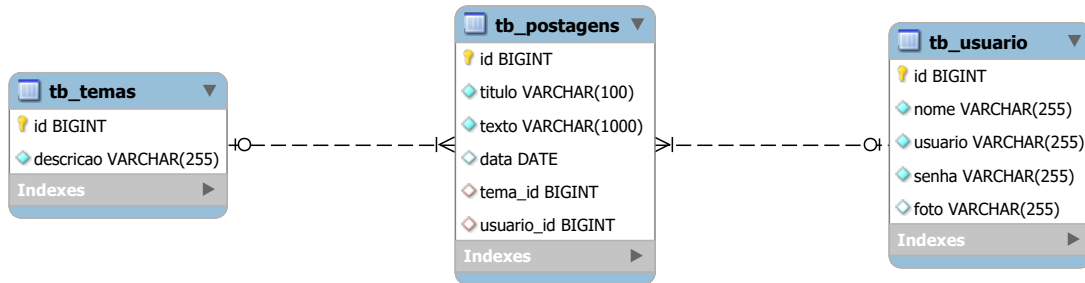 tb_temas
id BIGINT
descricao VARCHAR(255)
Indexes
tb_postagens
id BIGINT
titulo VARCHAR(100)
texto VARCHAR(1000)
data DATE
tema_id BIGINT
usuario_id BIGINT
Indexes
tb_usuario
id BIGINT
nome VARCHAR(255)
usuario VARCHAR(255)
senha VARCHAR(255)
foto VARCHAR(255)
Indexes